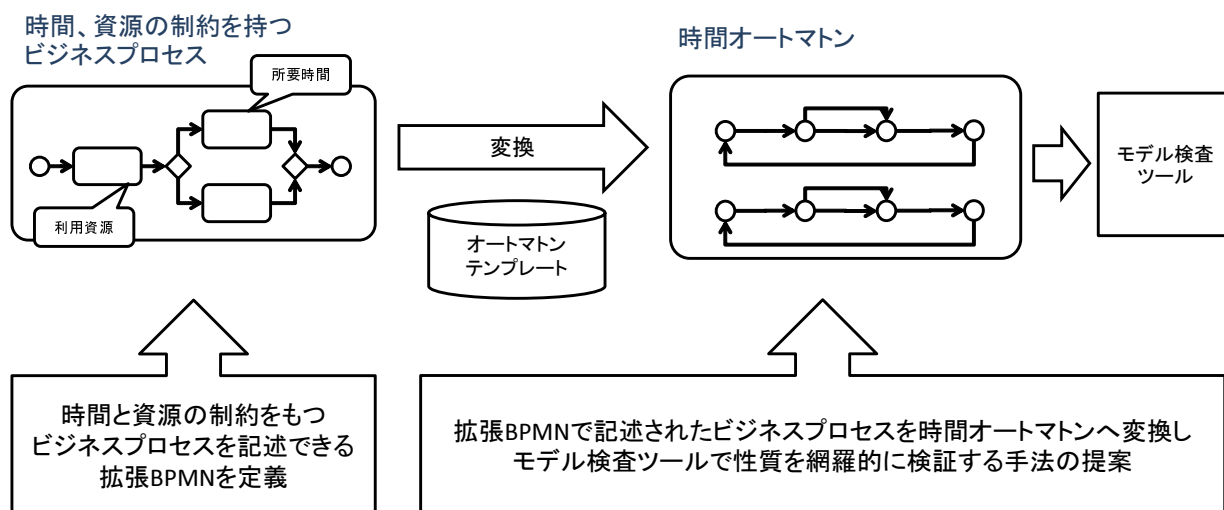 時間、資源の制約を持つ
ビジネスプロセス
所要時間
利用資源
変換
オートマトン
テンプレート
時間オートマトン
モデル検査
ツール
時間と資源の制約をもつ
ビジネスプロセスを記述できる
拡張BPMNを定義
拡張BPMNで記述されたビジネスプロセスを時間オートマトンへ変換し
モデル検査ツールで性質を網羅的に検証する手法の提案